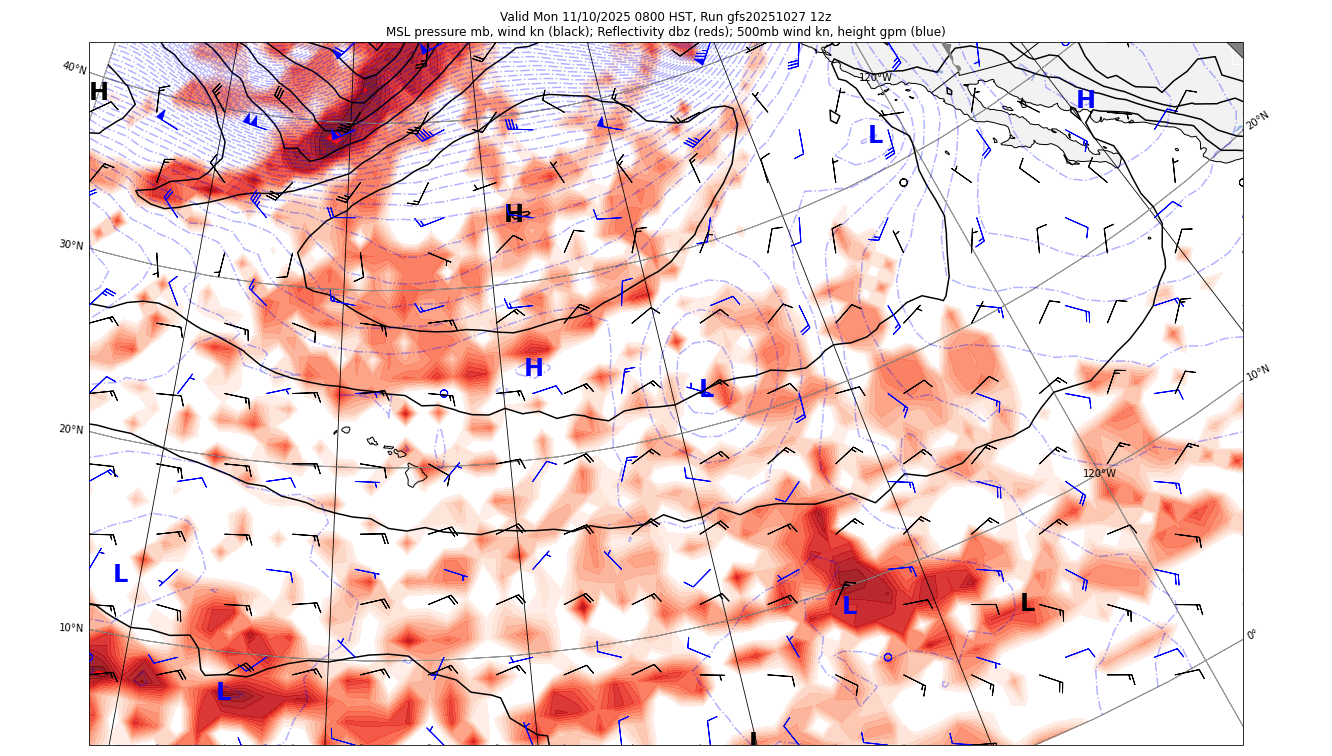 Valid Mon 11/10/2025 0800 HST, Run gfs20251027 12z
MSL pressure mb, wind kn (black); Reflectivity dbz (reds); 500mb wind kn, height gpm (blue)
40°N
120°W
H
H
20°N
L
H
30°N
10°N
H
L
20°N
120°W
L
L
L
10°N
0°
L
L